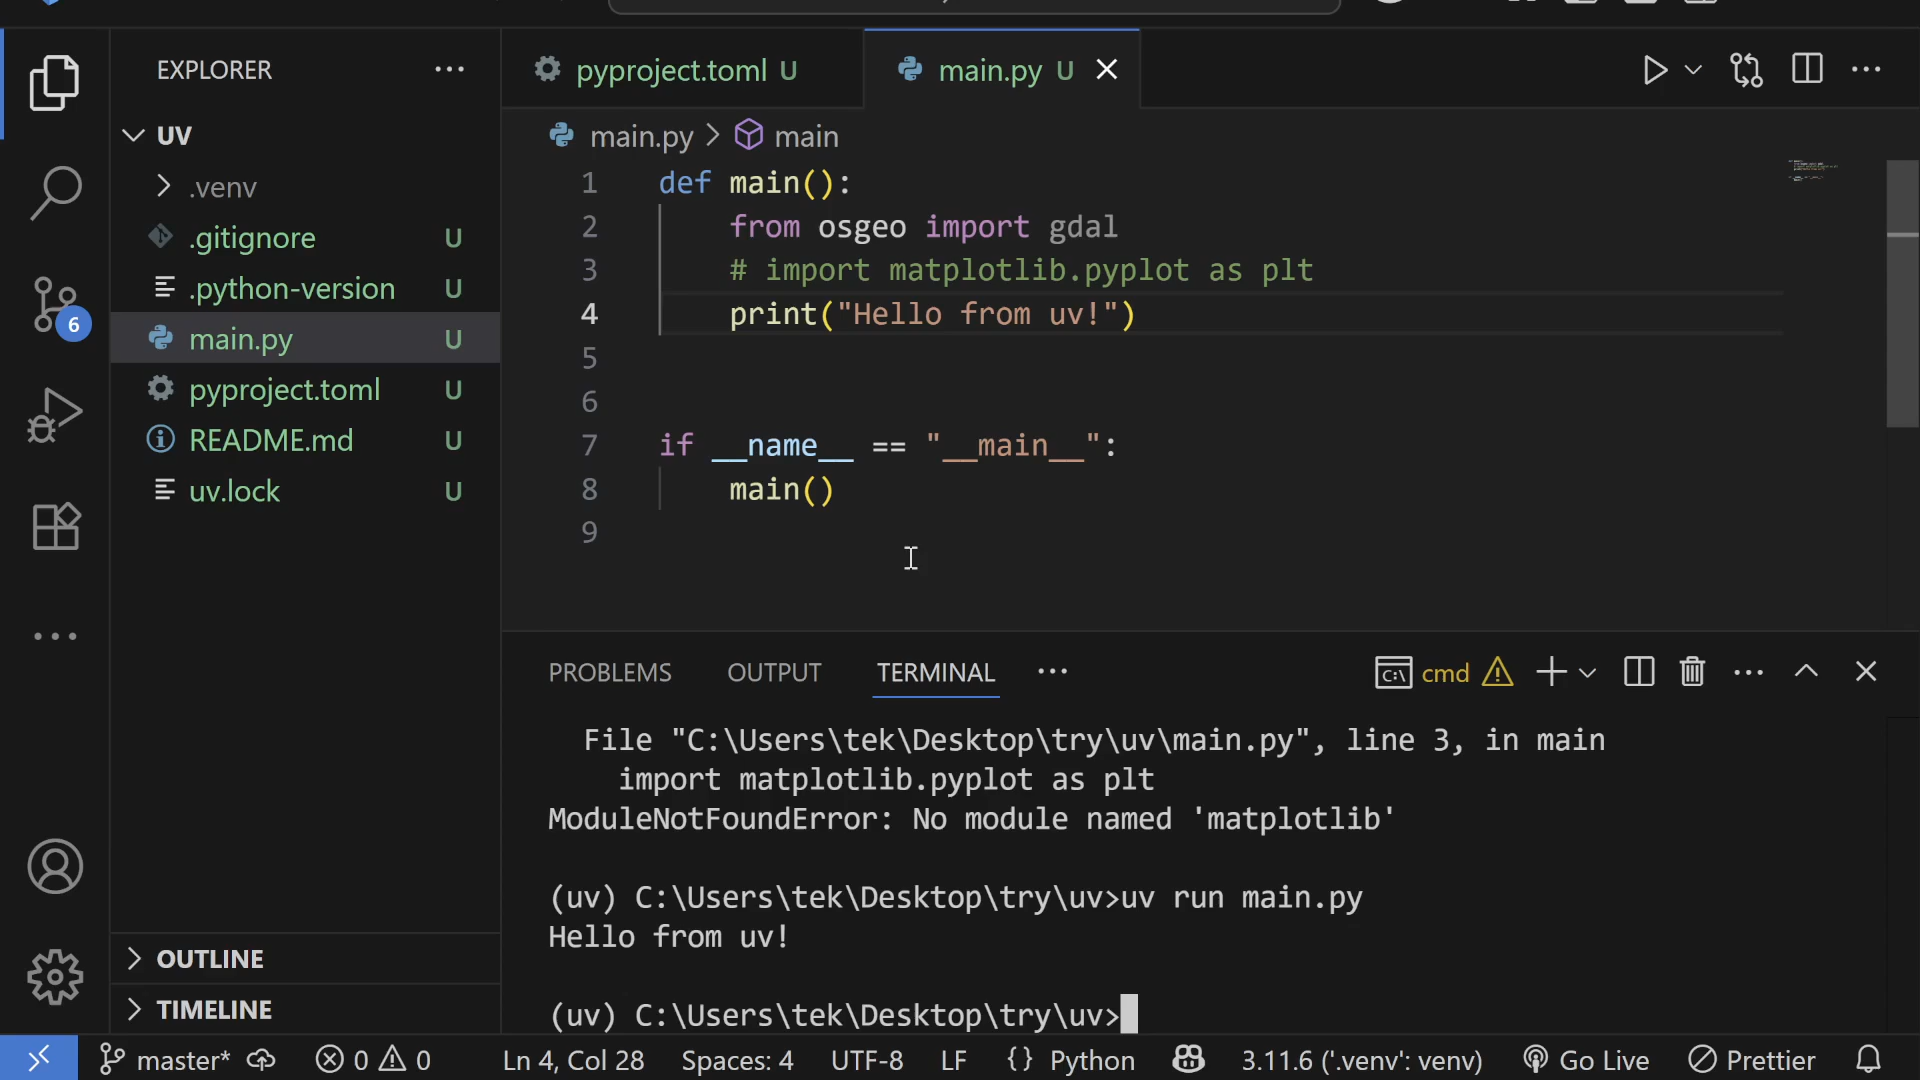 EXPLORER
UV
.venv
.gitignore U
.python-version U
main.py U
pyproject.toml U
README.md U
uv.lock U
OUTLINE
TIMELINE
6
pyproject.toml U
main.py U
main.py > main
1 def main():
2 from osgeo import gdal
3 # import matplotlib.pyplot as plt
4 print("Hello from uv!")
5
6
7 if __name__ == "__main__":
8 main()
9
PROBLEMS OUTPUT TERMINAL
cmd
File "C:\Users\tek\Desktop\try\uv\main.py", line 3, in main
import matplotlib.pyplot as plt
ModuleNotFoundError: No module named 'matplotlib'
(uv) C:\Users\tek\Desktop\try\uv>uv run main.py
Hello from uv!
(uv) C:\Users\tek\Desktop\try\uv>
master* 0 0 Ln 4, Col 28 Spaces: 4 UTF-8 LF {} Python 3.11.6 ('.venv': venv) Go Live Prettier